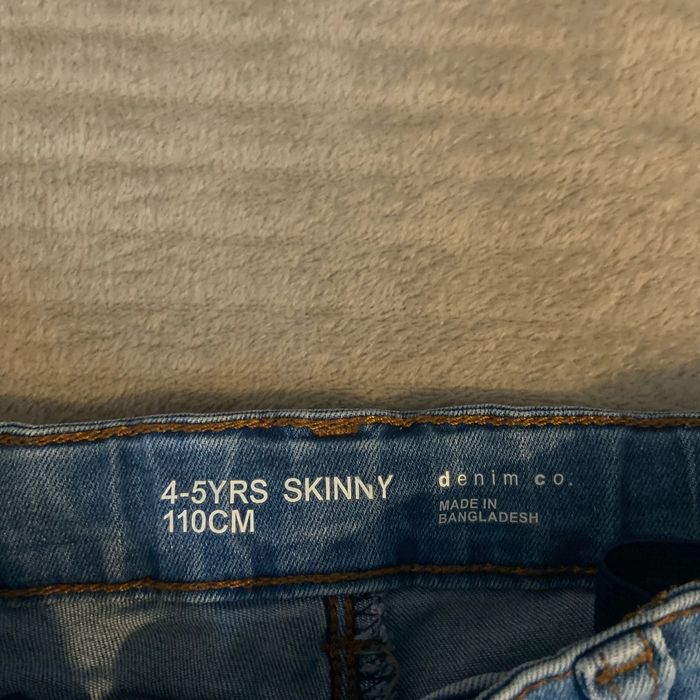 4-5YRS SKINNY
110CM
denim co.
MADE IN
BANGLADESH